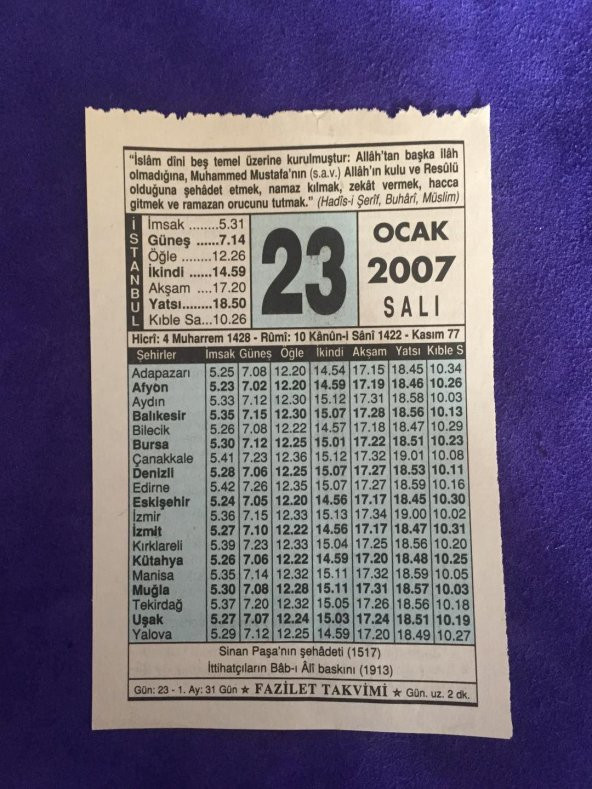 "İslâm dîni beş temel üzerine kurulmuştur: Allâh'tan başka ilâh
olmadığına, Muhammed Mustafa'nın (s.a.v.) Allâh'ın kulu ve Resûlü
olduğuna şehâdet etmek, namaz kılmak, zekât vermek, hacca
gitmek ve ramazan orucunu tutmak." (Hadîs-i Şerîf, Buhârî, Müslim)
İSTANBUL
İmsak ........5.31
Güneş ......7.14
Öğle ........12.26
İkindi ......14.59
Akşam ....17.20
Yatsı........18.50
Kıble Sa...10.26
23
OCAK
2007
SALI
Hicrî: 4 Muharrem 1428 - Rûmî: 10 Kânûn-i Sânî 1422 - Kasım 77
Şehirler İmsak Güneş Öğle İkindi Akşam Yatsı Kıble S
Adapazarı 5.25 7.08 12.20 14.54 17.15 18.45 10.34
Afyon 5.23 7.02 12.20 14.59 17.19 18.46 10.26
Aydın 5.33 7.12 12.30 15.12 17.31 18.58 10.03
Balıkesir 5.35 7.15 12.30 15.07 17.28 18.56 10.13
Bilecik 5.26 7.08 12.22 14.57 17.18 18.47 10.29
Bursa 5.30 7.12 12.25 15.01 17.22 18.51 10.23
Çanakkale 5.41 7.23 12.36 15.12 17.32 19.01 10.08
Denizli 5.28 7.06 12.25 15.07 17.27 18.53 10.11
Edirne 5.42 7.26 12.35 15.07 17.27 18.59 10.16
Eskişehir 5.24 7.05 12.20 14.56 17.17 18.45 10.30
İzmir 5.36 7.15 12.33 15.13 17.34 19.00 10.02
İzmit 5.27 7.10 12.22 14.56 17.17 18.47 10.31
Kırklareli 5.39 7.23 12.33 15.04 17.25 18.56 10.20
Kütahya 5.26 7.06 12.22 14.59 17.20 18.48 10.25
Manisa 5.35 7.14 12.32 15.11 17.32 18.59 10.05
Muğla 5.30 7.08 12.28 15.11 17.31 18.57 10.03
Tekirdağ 5.37 7.20 12.32 15.05 17.26 18.56 10.18
Uşak 5.27 7.07 12.24 15.03 17.24 18.51 10.19
Yalova 5.29 7.12 12.25 14.59 17.20 18.49 10.27
Sinan Paşa'nın şehâdeti (1517)
İttihatçıların Bâb-ı Âlî baskını (1913)
Gün: 23 - 1. Ay: 31 Gün ★ FAZİLET TAKVİMİ ★ Gün. uz. 2 dk.